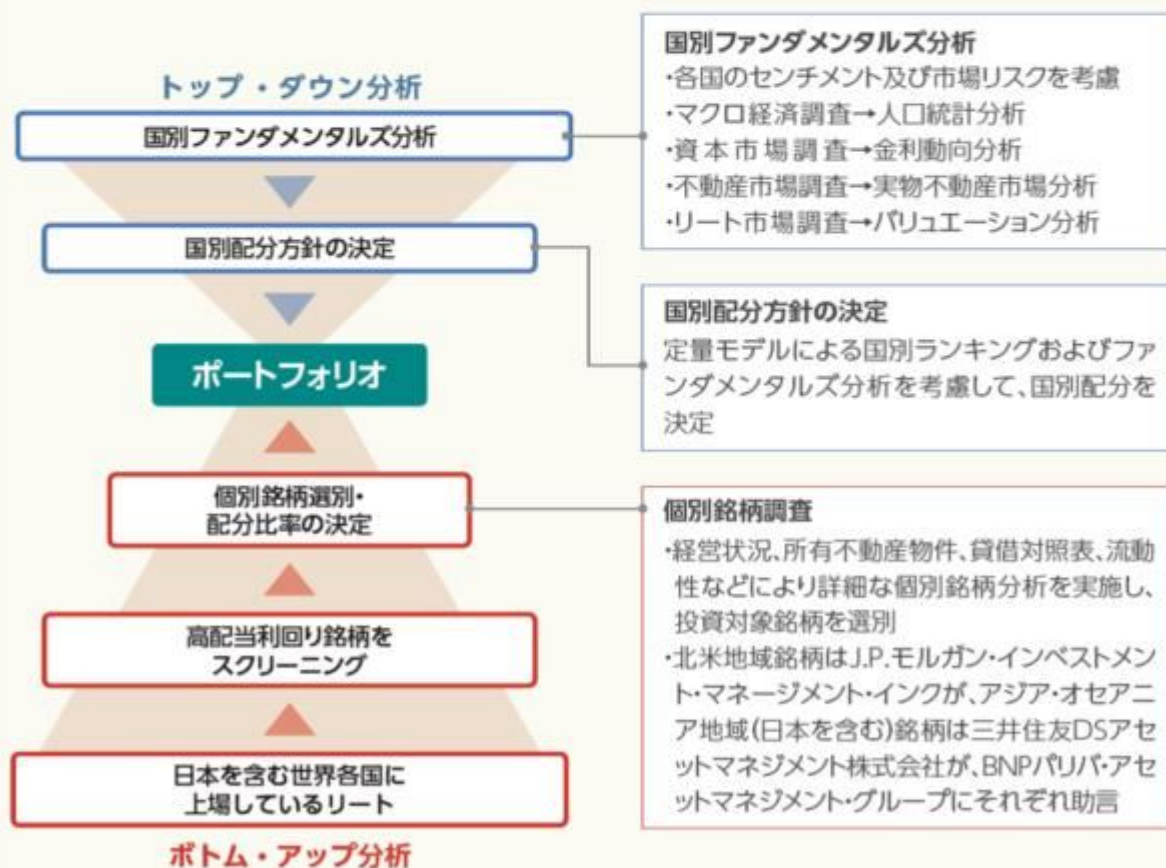 トップ・ダウン分析
国別ファンダメンタルズ分析
国別配分方針の決定
ポートフォリオ
個別銘柄選別・
配分比率の決定
高配当利回り銘柄を
スクリーニング
日本を含む世界各国に
上場しているリート
ボトム・アップ分析
国別ファンダメンタルズ分析
・各国のセンチメント及び市場リスクを考慮
・マクロ経済調査→人口統計分析
・資本市場調査→金利動向分析
・不動産市場調査→実物不動産市場分析
・リート市場調査→バリュエーション分析
国別配分方針の決定
定量モデルによる国別ランキングおよびファ
ンダメンタルズ分析を考慮して、国別配分を
決定
個別銘柄調査
・経営状況、所有不動産物件、貸借対照表、流動
性などにより詳細な個別銘柄分析を実施し、
投資対象銘柄を選別
・北米地域銘柄はJ.P.モルガン・インベストメン
ト・マネージメント・インクが、アジア・オセアニ
ア地域(日本を含む)銘柄は三井住友DSアセ
ットマネジメント株式会社が、BNPパリバ・アセ
ットマネジメント・グループにそれぞれ助言